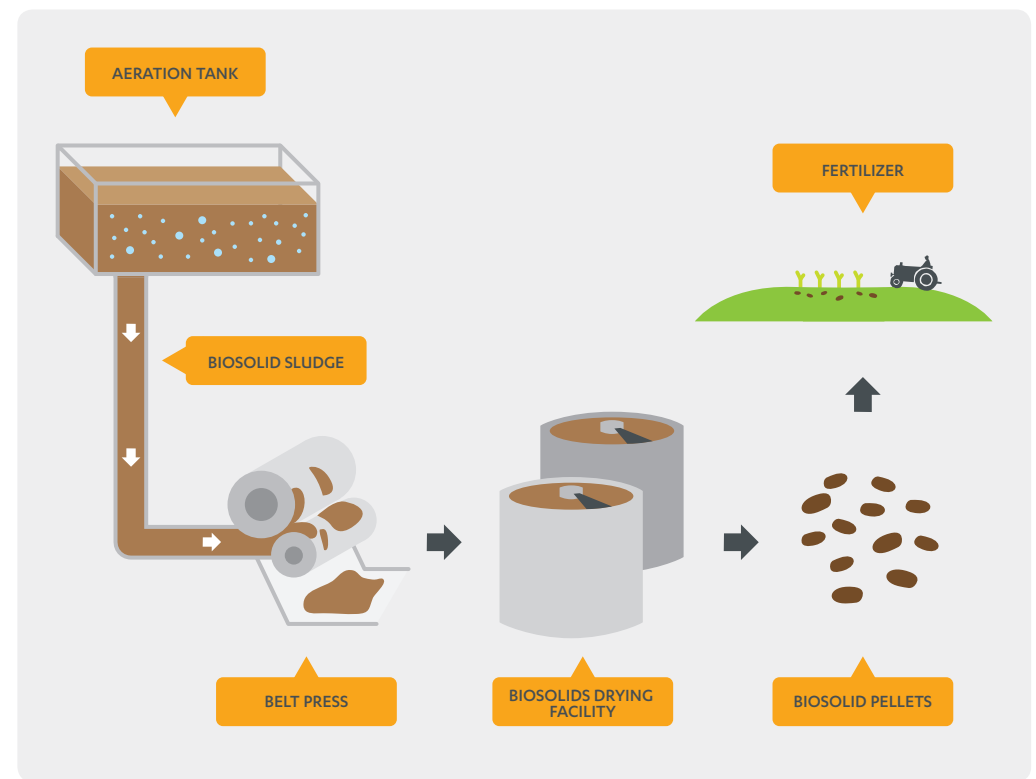 AERATION TANK
FERTILIZER
BIOSOLID SLUDGE
BELT PRESS
BIOSOLIDS DRYING
FACILITY
BIOSOLID PELLETS